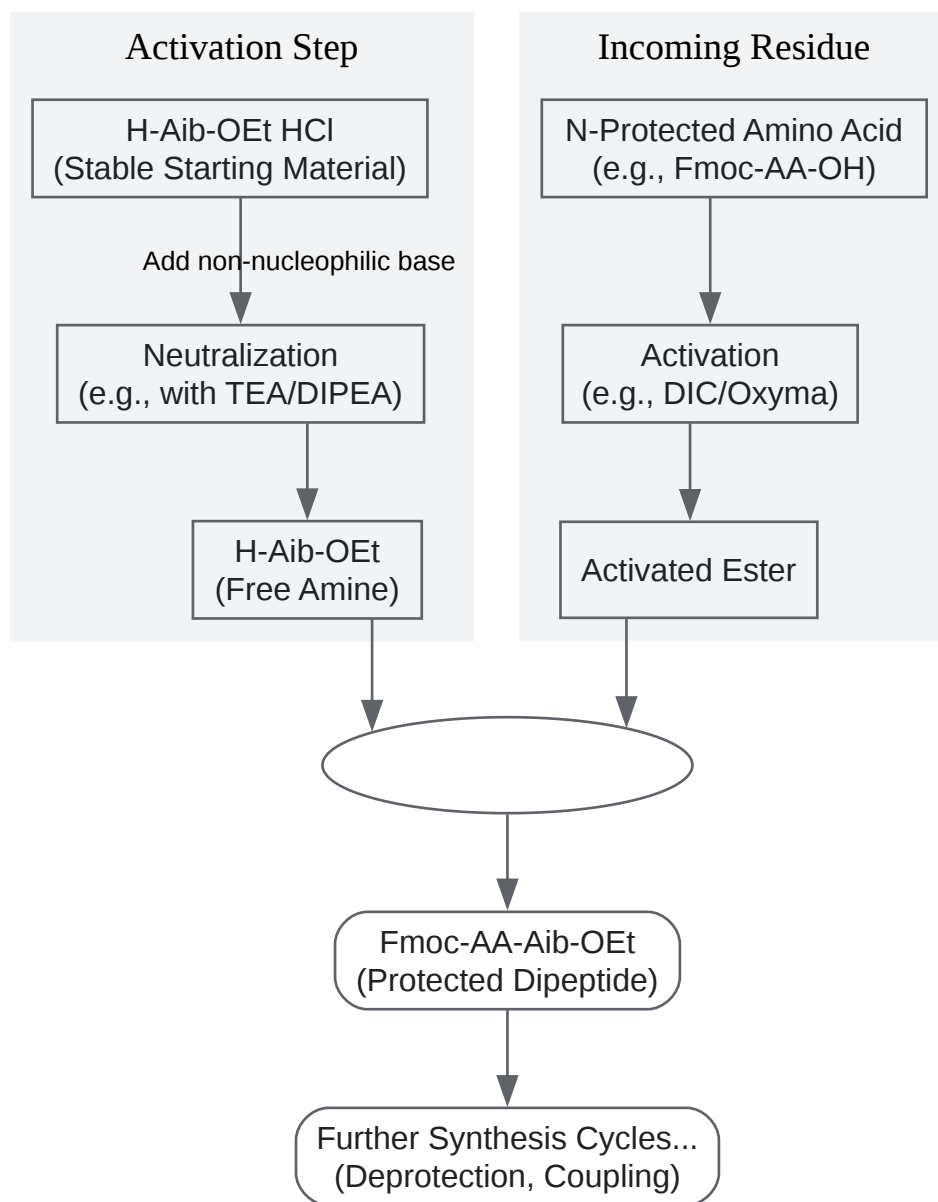 Activation Step
H-Aib-OEt HCl
(Stable Starting Material)
Add non-nucleophilic base
Neutralization
(e.g., with TEA/DIPEA)
H-Aib-OEt
(Free Amine)
Incoming Residue
N-Protected Amino Acid
(e.g., Fmoc-AA-OH)
Activation
(e.g., DIC/Oxyma)
Activated Ester
Fmoc-AA-Aib-OEt
(Protected Dipeptide)
Further Synthesis Cycles...
(Deprotection, Coupling)